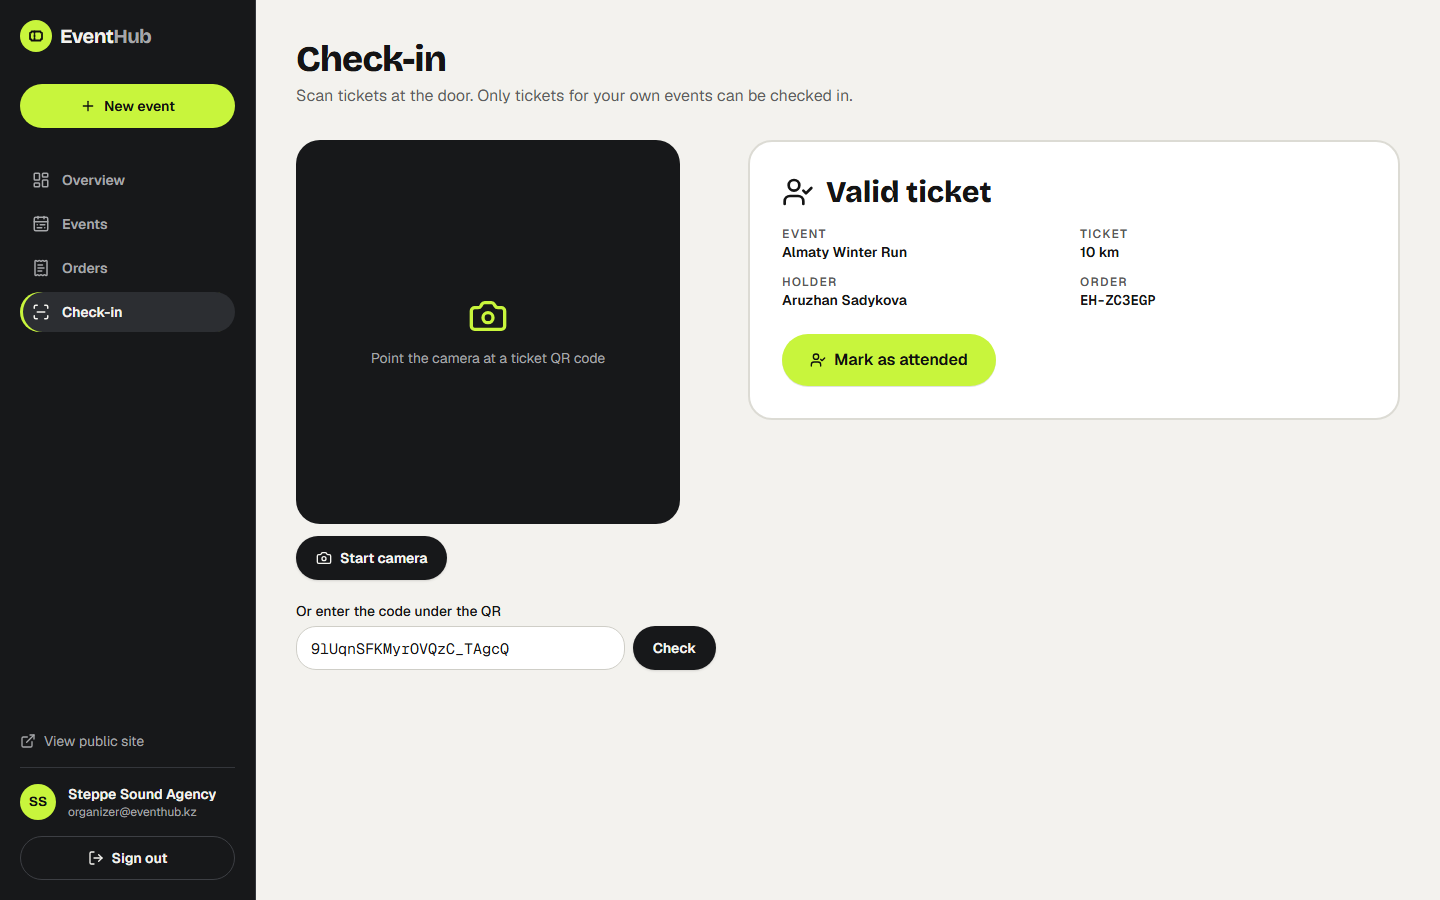 EventHub
New event
Overview
Events
Orders
Check-in
View public site
SS
Steppe Sound Agency
organizer@eventhub.kz
Sign out
Check-in
Scan tickets at the door. Only tickets for your own events can be checked in.
Point the camera at a ticket QR code
Start camera
Or enter the code under the QR
9lUqnSFKMyrOVQzC_TAgcQ
Check
Valid ticket
EVENT
Almaty Winter Run
TICKET
10 km
HOLDER
Aruzhan Sadykova
ORDER
EH-ZC3EGP
Mark as attended